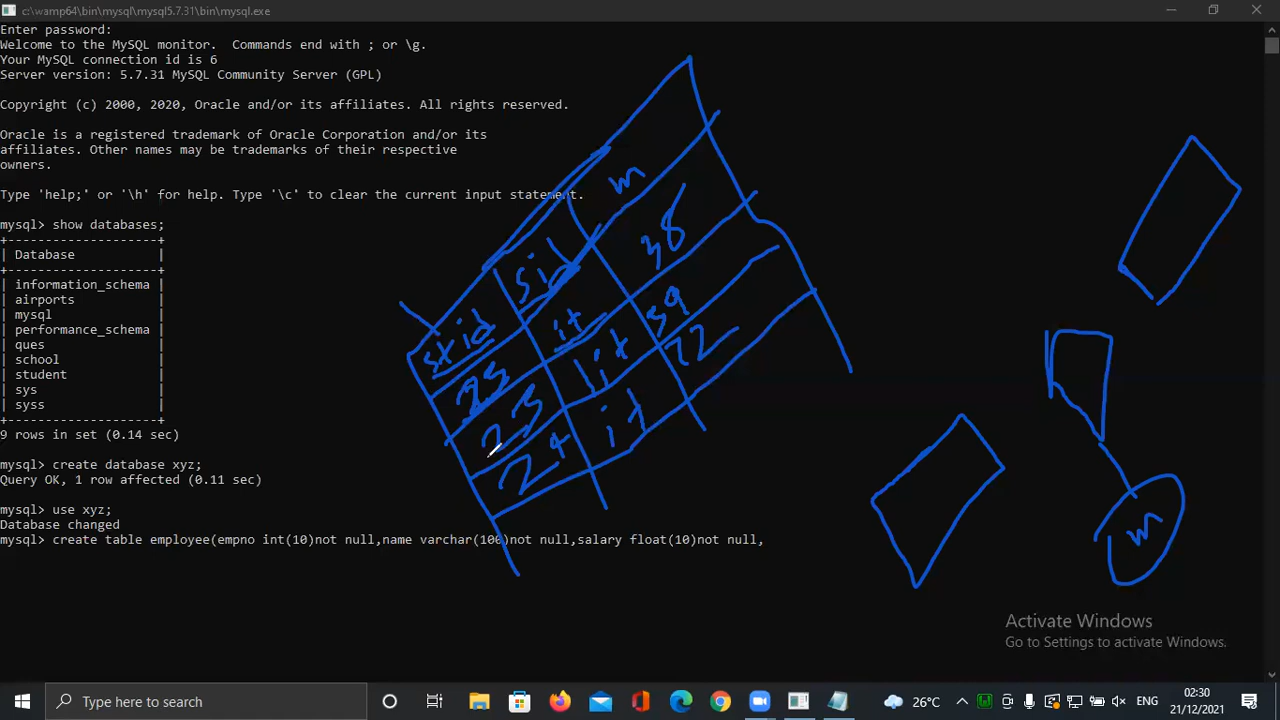 c:\wamp64\bin\mysql\mysql5.7.31\bin\mysql.exe
Enter password:
Welcome to the MySQL monitor.  Commands end with ; or \g.
Your MySQL connection id is 6
Server version: 5.7.31 MySQL Community Server (GPL)
Copyright (c) 2000, 2020, Oracle and/or its affiliates. All rights reserved.
Oracle is a registered trademark of Oracle Corporation and/or its
affiliates. Other names may be trademarks of their respective
owners.
Type 'help;' or '\h' for help. Type '\c' to clear the current input statement.
mysql> show databases;
+--------------------+
| Database           |
+--------------------+
| information_schema |
| airports           |
| mysql              |
| performance_schema |
| ques               |
| school             |
| student            |
| sys                |
| syss               |
+--------------------+
9 rows in set (0.14 sec)
mysql> create database xyz;
Query OK, 1 row affected (0.11 sec)
mysql> use xyz;
Database changed
mysql> create table employee(empno int(10)not null,name varchar(100)not null,salary float(10)not null,
stid sid m
it 38
23 lit 39
24 it 22
m
Activate Windows
Go to Settings to activate Windows.
Type here to search
26°C
ENG
02:30
21/12/2021